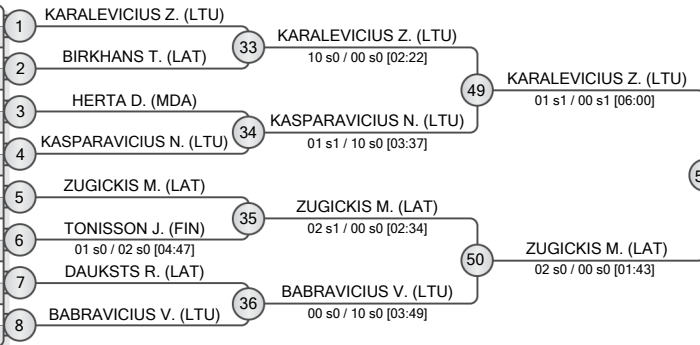 1
KARALEVICIUS Z. (LTU)
2
BIRKHANS T. (LAT)
33
KARALEVICIUS Z. (LTU)
10 s0 / 00 s0 [02:22]
3
HERTA D. (MDA)
4
KASPARAVICIUS N. (LTU)
34
KASPARAVICIUS N. (LTU)
01 s1 / 10 s0 [03:37]
49
KARALEVICIUS Z. (LTU)
01 s1 / 00 s1 [06:00]
5
ZUGICKIS M. (LAT)
6
TONISSON J. (FIN)
01 s0 / 02 s0 [04:47]
35
ZUGICKIS M. (LAT)
02 s1 / 00 s0 [02:34]
7
DAUKSTS R. (LAT)
8
BABRAVICIUS V. (LTU)
36
BABRAVICIUS V. (LTU)
00 s0 / 10 s0 [03:49]
50
ZUGICKIS M. (LAT)
02 s0 / 00 s0 [01:43]